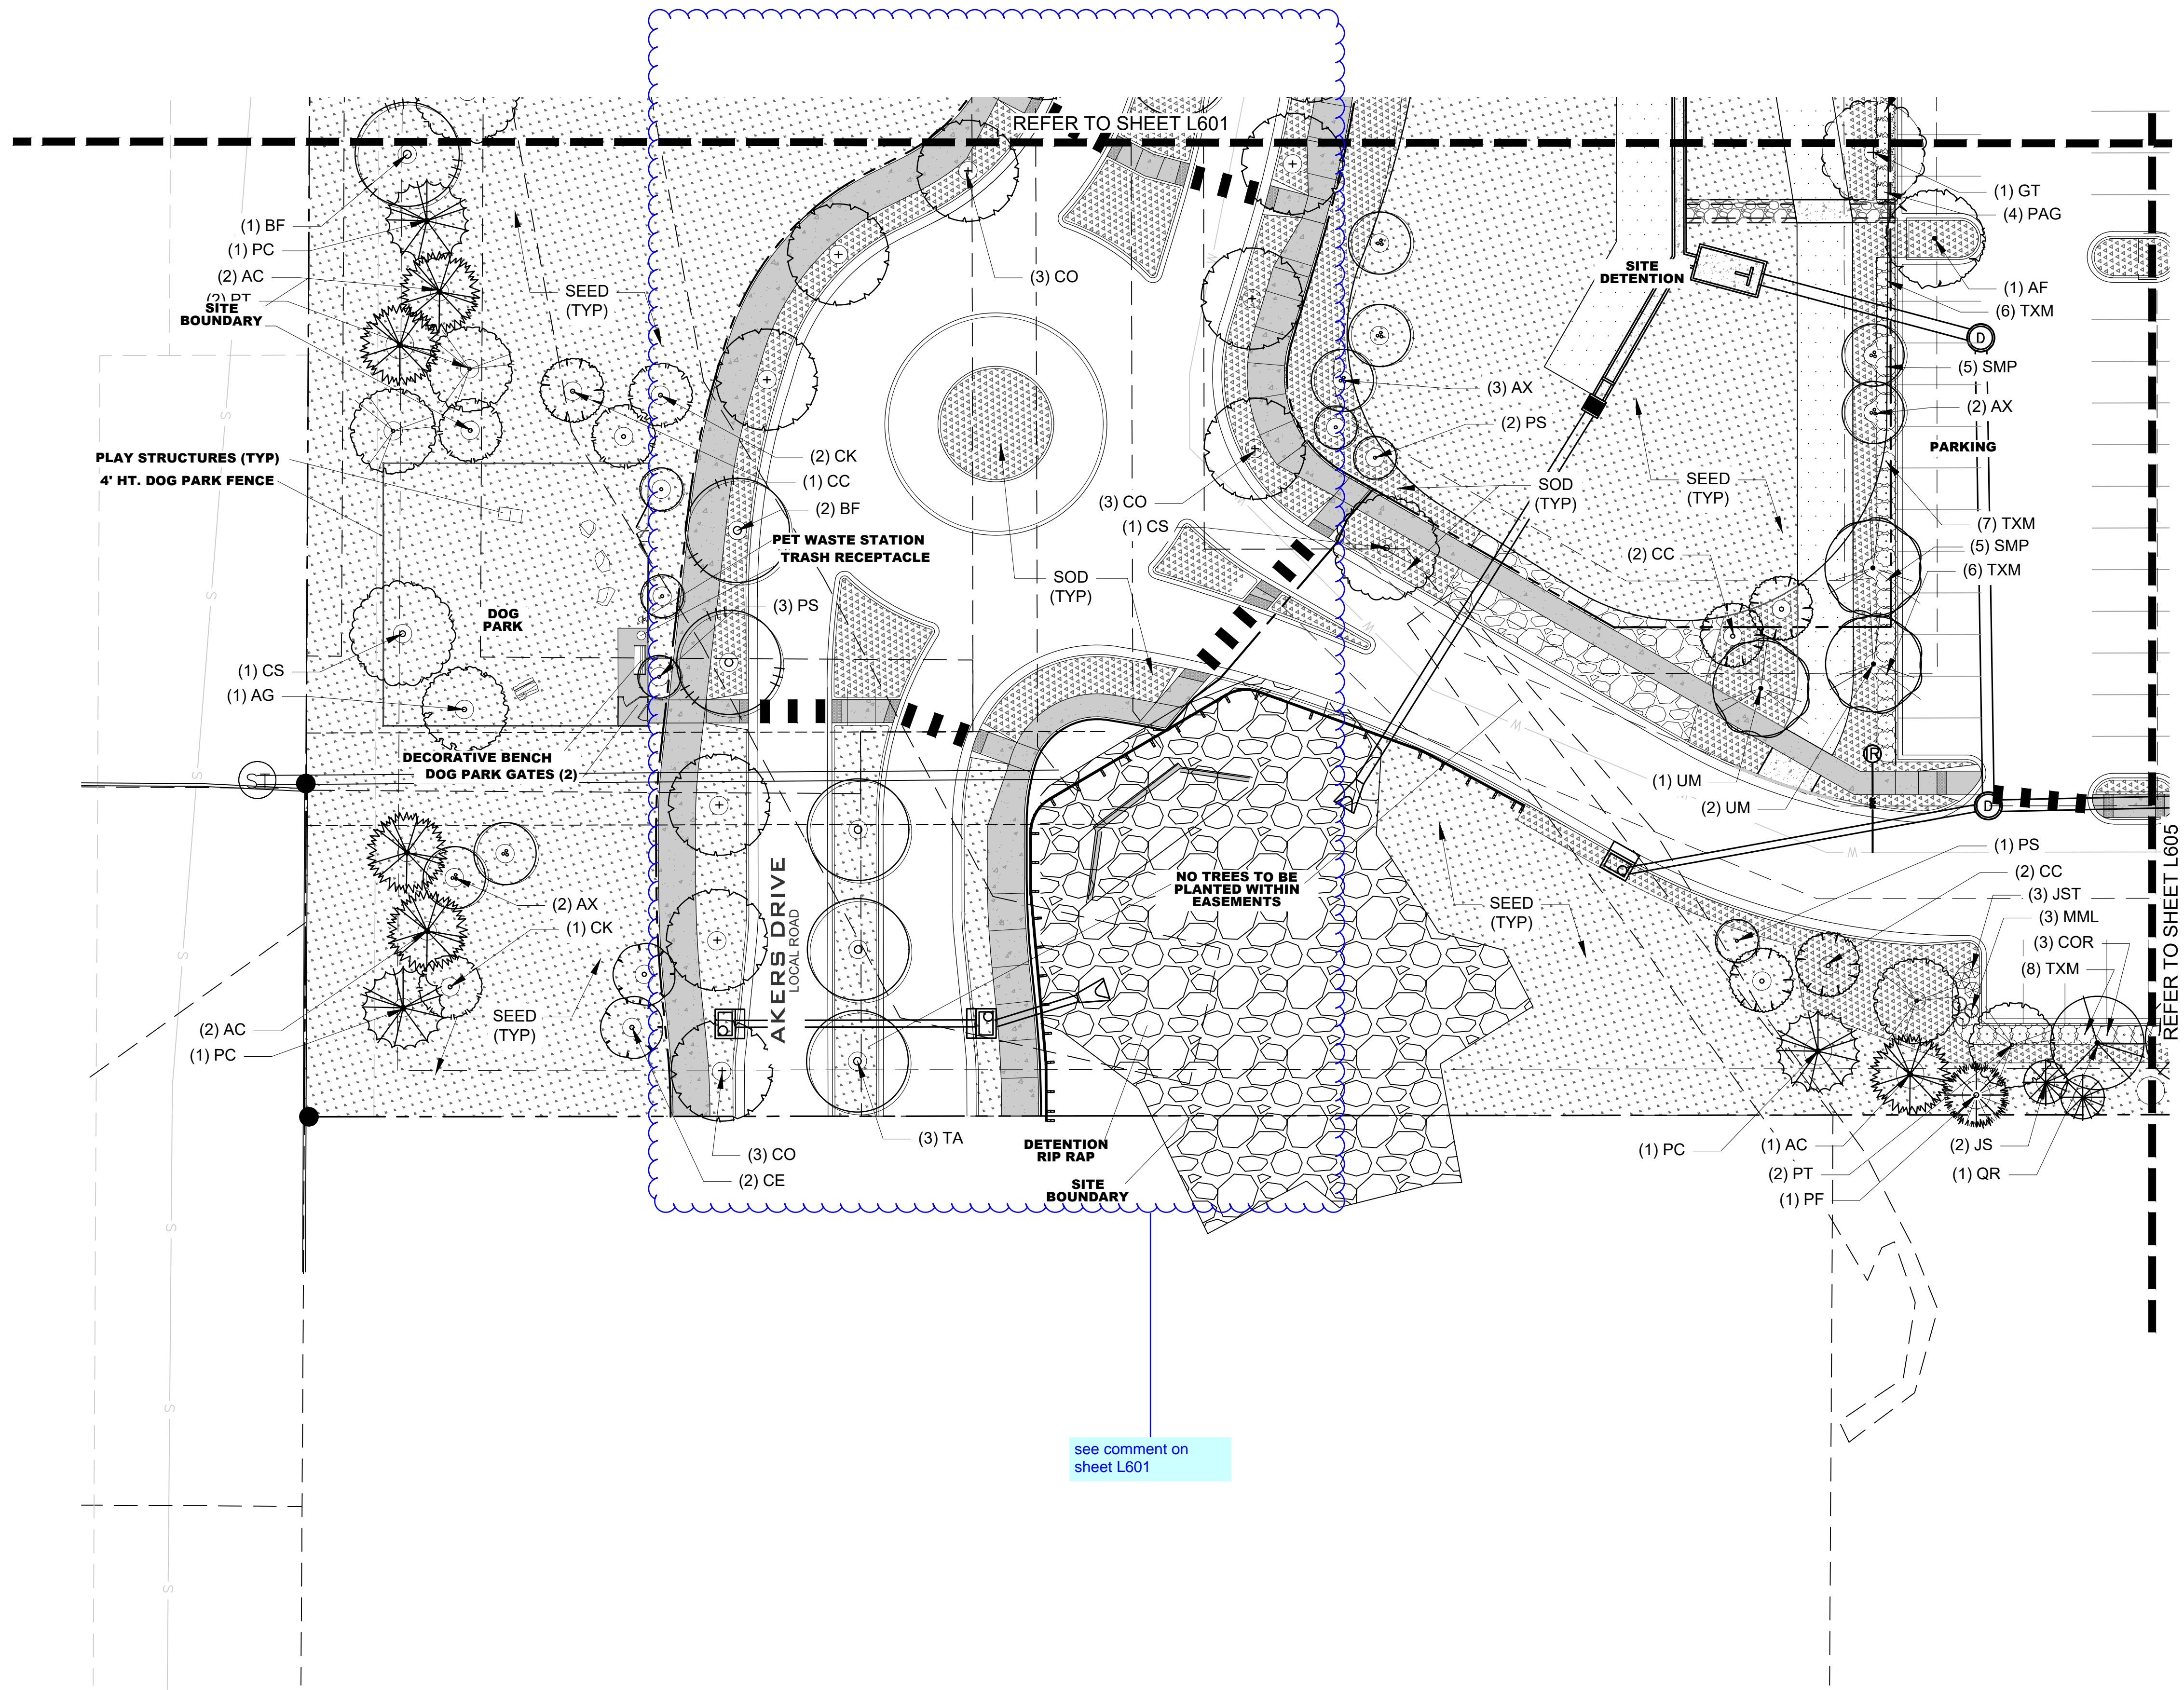 REFER TO SHEET L601
(1) BF
(1) PC
(2) AC
(2) PT
SITE
BOUNDARY
SEED
(TYP)
(3) CO
SITE
DETENTION
(1) GT
(4) PAG
(1) AF
(6) TXM
D
(5) SMP
(2) AX
PARKING
(3) AX
(2) PS
PLAY STRUCTURES (TYP)
4' HT. DOG PARK FENCE
(2) CK
(1) CC
(2) BF
PET WASTE STATION
TRASH RECEPTACLE
(3) PS
(3) CO
(1) CS
SOD
(TYP)
SEED
(TYP)
SOD
(TYP)
(7) TXM
(5) SMP
(6) TXM
(2) CC
DOG
PARK
(1) CS
(1) AG
DECORATIVE BENCH
DOG PARK GATES (2)
ST
(1) UM
(2) UM
IR
D
AKERS DRIVE
LOCAL ROAD
NO TREES TO BE
PLANTED WITHIN
EASEMENTS
SEED
(TYP)
(1) PS
(2) CC
(3) JST
(3) MML
(3) COR
(8) TXM
REFER TO SHEET L605
(2) AX
(1) CK
(2) AC
(1) PC
SEED
(TYP)
(3) CO
(2) CE
(3) TA
DETENTION
RIP RAP
SITE
BOUNDARY
(1) PC
(1) AC
(2) PT
(1) PF
(2) JS
(1) QR
S
S
S
S
S
S
S
W
W
W
W
see comment on
sheet L601